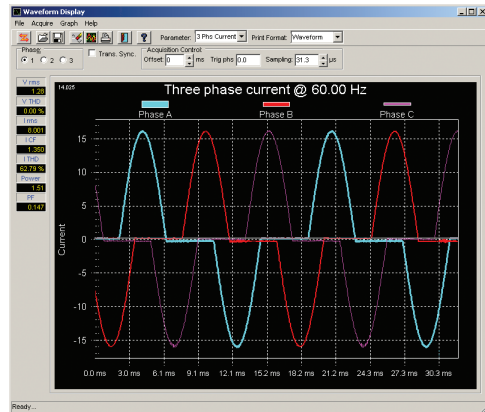 Waveform Display
File Acquire Graph Help
Parameter: 3 Phs Current Print Format: Waveform
Phase: Trans. Sync. Acquisition Control
1 2 3 Offset: 0 ms Trig phs 0.0 Sampling: 31.3 µs
V rms
1.28
V THD
0.00 %
I rms
8.001
I CF
1.350
I THD
62.79 %
Power
1.51
PF
0.147
14.025 Three phase current @ 60.00 Hz
Phase A Phase B Phase C
Current
15
10
5
0
-5
-10
-15
0.0 ms 3.0 ms 6.1 ms 9.1 ms 12.1 ms 15.2 ms 18.2 ms 21.2 ms 24.3 ms 27.3 ms 30.3 ms
Ready...